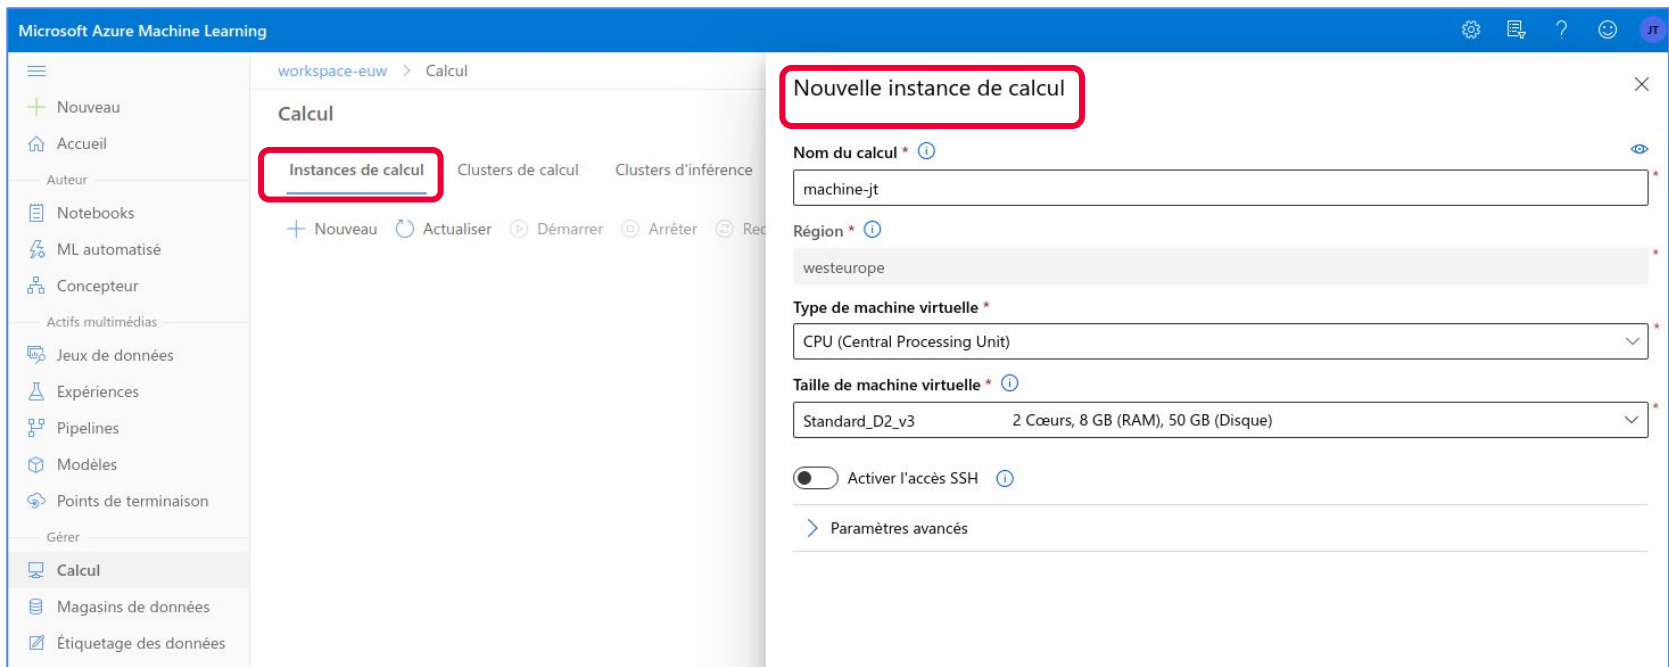 Microsoft Azure Machine Learning
JT
Nouveau
Accueil
Auteur
Notebooks
ML automatisé
Concepteur
Actifs multimédias
Jeux de données
Expériences
Pipelines
Modèles
Points de terminaison
Gérer
Calcul
Magasins de données
Étiquetage des données
workspace-euw > Calcul
Calcul
Instances de calcul Clusters de calcul Clusters d'inférence
Nouveau Actualiser Démarrer Arrêter
Nouvelle instance de calcul
Nom du calcul *
machine-jt *
Région *
westeurope *
Type de machine virtuelle *
CPU (Central Processing Unit) *
Taille de machine virtuelle *
Standard_D2_v3 2 Cœurs, 8 GB (RAM), 50 GB (Disque) *
Activer l'accès SSH
Paramètres avancés